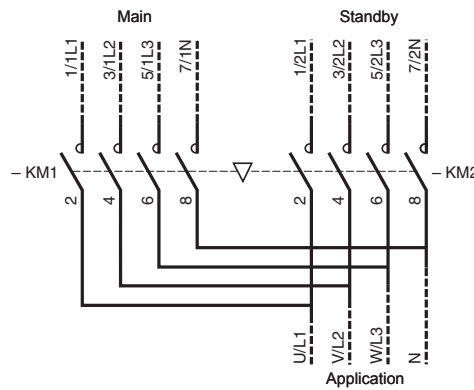 Main Standby
1/1L1 3/1L2 5/1L3 7/1N 1/2L1 3/2L2 5/2L3 7/2N
– KM1 – KM2
2 4 6 8 2 4 6 8
U/L1 V/L2 W/L3 N
Application